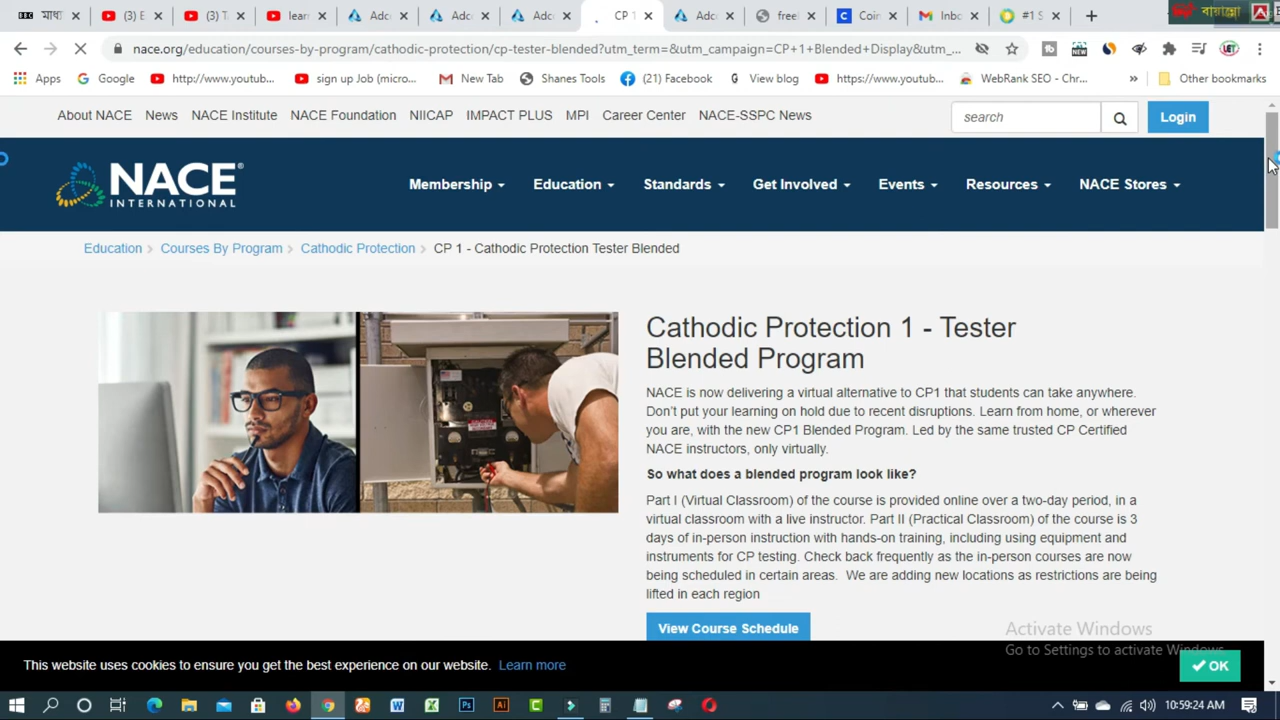 মাধ্য
(3) E
(3) T
lear
Adc
Adc
Adc
CP 1
Adc
free
Coin
Inb
#1 S
বায়ান্নো
nace.org/education/courses-by-program/cathodic-protection/cp-tester-blended?utm_term=&utm_campaign=CP+1+Blended+Display&utm_...
Apps
Google
http://www.youtub...
sign up Job (micro...
New Tab
Shanes Tools
(21) Facebook
View blog
https://www.youtub...
WebRank SEO - Chr...
»
Other bookmarks
About NACE News NACE Institute NACE Foundation NIICAP IMPACT PLUS MPI Career Center NACE-SSPC News
search
Login
NACE®
INTERNATIONAL
Membership Education Standards Get Involved Events Resources NACE Stores
Education > Courses By Program > Cathodic Protection > CP 1 - Cathodic Protection Tester Blended
Cathodic Protection 1 - Tester
Blended Program
NACE is now delivering a virtual alternative to CP1 that students can take anywhere.
Don’t put your learning on hold due to recent disruptions. Learn from home, or wherever
you are, with the new CP1 Blended Program. Led by the same trusted CP Certified
NACE instructors, only virtually.
So what does a blended program look like?
Part I (Virtual Classroom) of the course is provided online over a two-day period, in a
virtual classroom with a live instructor. Part II (Practical Classroom) of the course is 3
days of in-person instruction with hands-on training, including using equipment and
instruments for CP testing. Check back frequently as the in-person courses are now
being scheduled in certain areas. We are adding new locations as restrictions are being
lifted in each region
View Course Schedule
Activate Windows
Go to Settings to activate Windows.
This website uses cookies to ensure you get the best experience on our website. Learn more
OK
10:59:24 AM